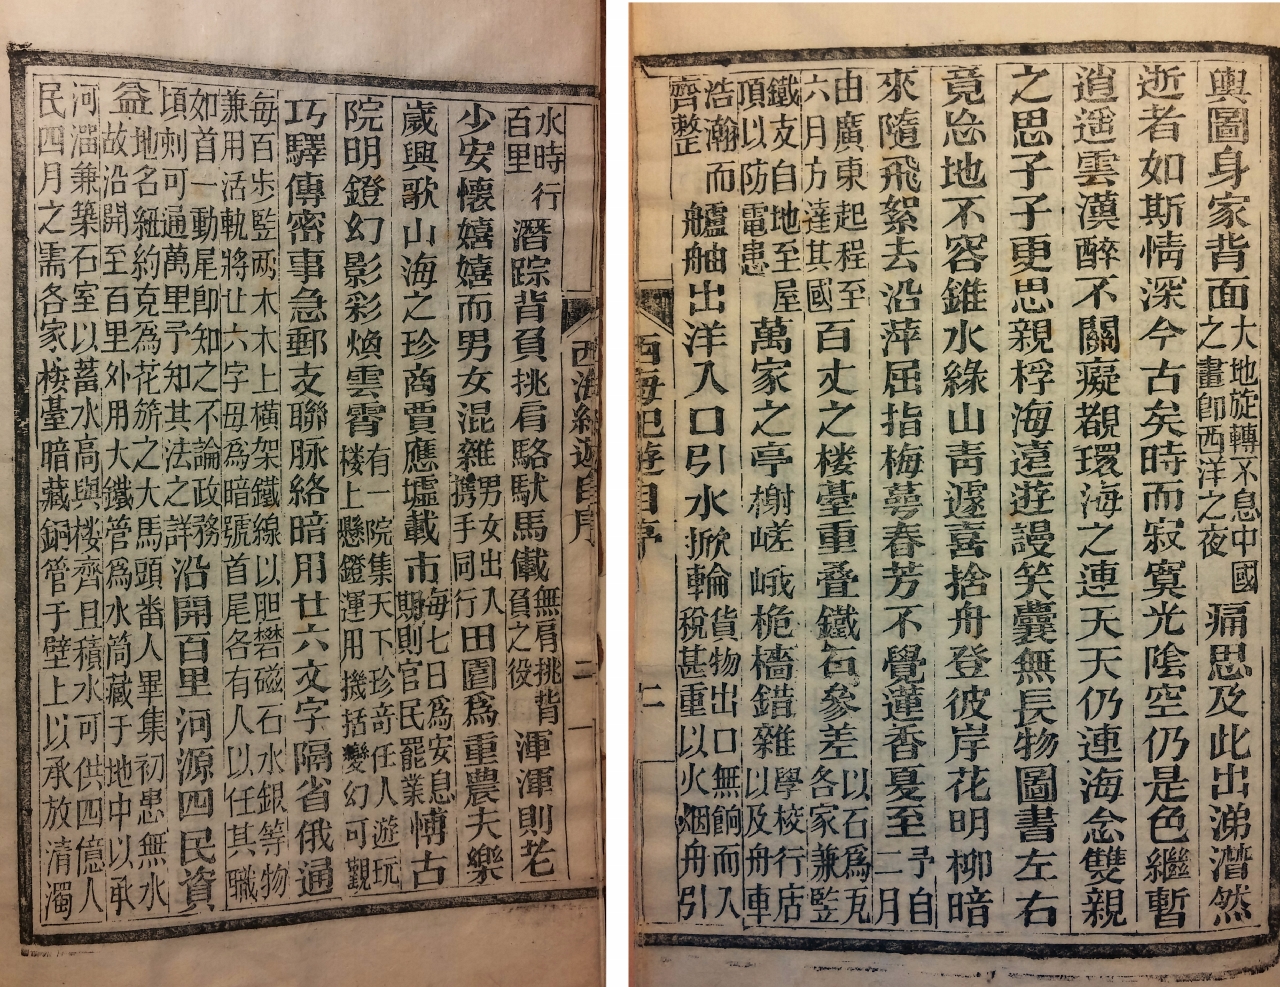 輿圖身家背面大地旋轉不息中國之晝即西洋之夜痛思及此出涕潸然
逝者如斯情深今古矣時而寂寞光陰空仍是色繼暫
逍遙雲漢醉不關癡覩環海之連天天仍連海念雙親
之思子子更思親桴海遠遊謾笑囊無長物圖書左右
竟忘地不容錐水綠山靑遽喜捨舟登彼岸花明柳暗
來隨飛絮去沿萍屈指梅蕚春芳不覺蓮香夏至予自二月
由廣東起程至六月方達其國百丈之楼臺重疊鐵石參差以石爲瓦各家兼監
鐵支自地至屋頂以防電患萬家之亭榭嵯峨桅檣錯雜學校行店以及舟車
浩瀚而齊整艫舳出洋入口引水掀輪貨物出口無餉而入稅甚重以火烟舟引
西海紀遊自序
二
西海紀遊自序
二
水時行百里潛踪背負挑肩駱馱馬儎無肩挑背負之役渾渾則老
少安懷嬉嬉而男女混雜男女出入攜手同行田園爲重農夫樂
歲興歌山海之珍商賈應墟載市每七日爲安息期則官民罷業愽古
院明鐙幻影彩煥雲霄有一院集天下珍竒任人遊玩楼上懸鐙運用機括變幻可觀
巧驛傳密事急郵支聯脉絡暗用廿六文字隔省俄通
每百步監兩木木上橫架鐵線以胆礬磁石水銀等物
兼用活軌將廿六字母爲暗號首尾各有人以任其職
如首一動尾卽知之不論政務頃刻可通萬里予知其法之詳沿開百里河源四民資
益地名紐約克爲花旂之大馬頭畨人畢集初患無水故沿開至百里外用大鐵管爲水筒藏于地中以承
河溜兼築石室以蓄水高與楼齊且積水可供四億人
民四月之需各家楼臺暗藏銅管于壁上以承放清濁